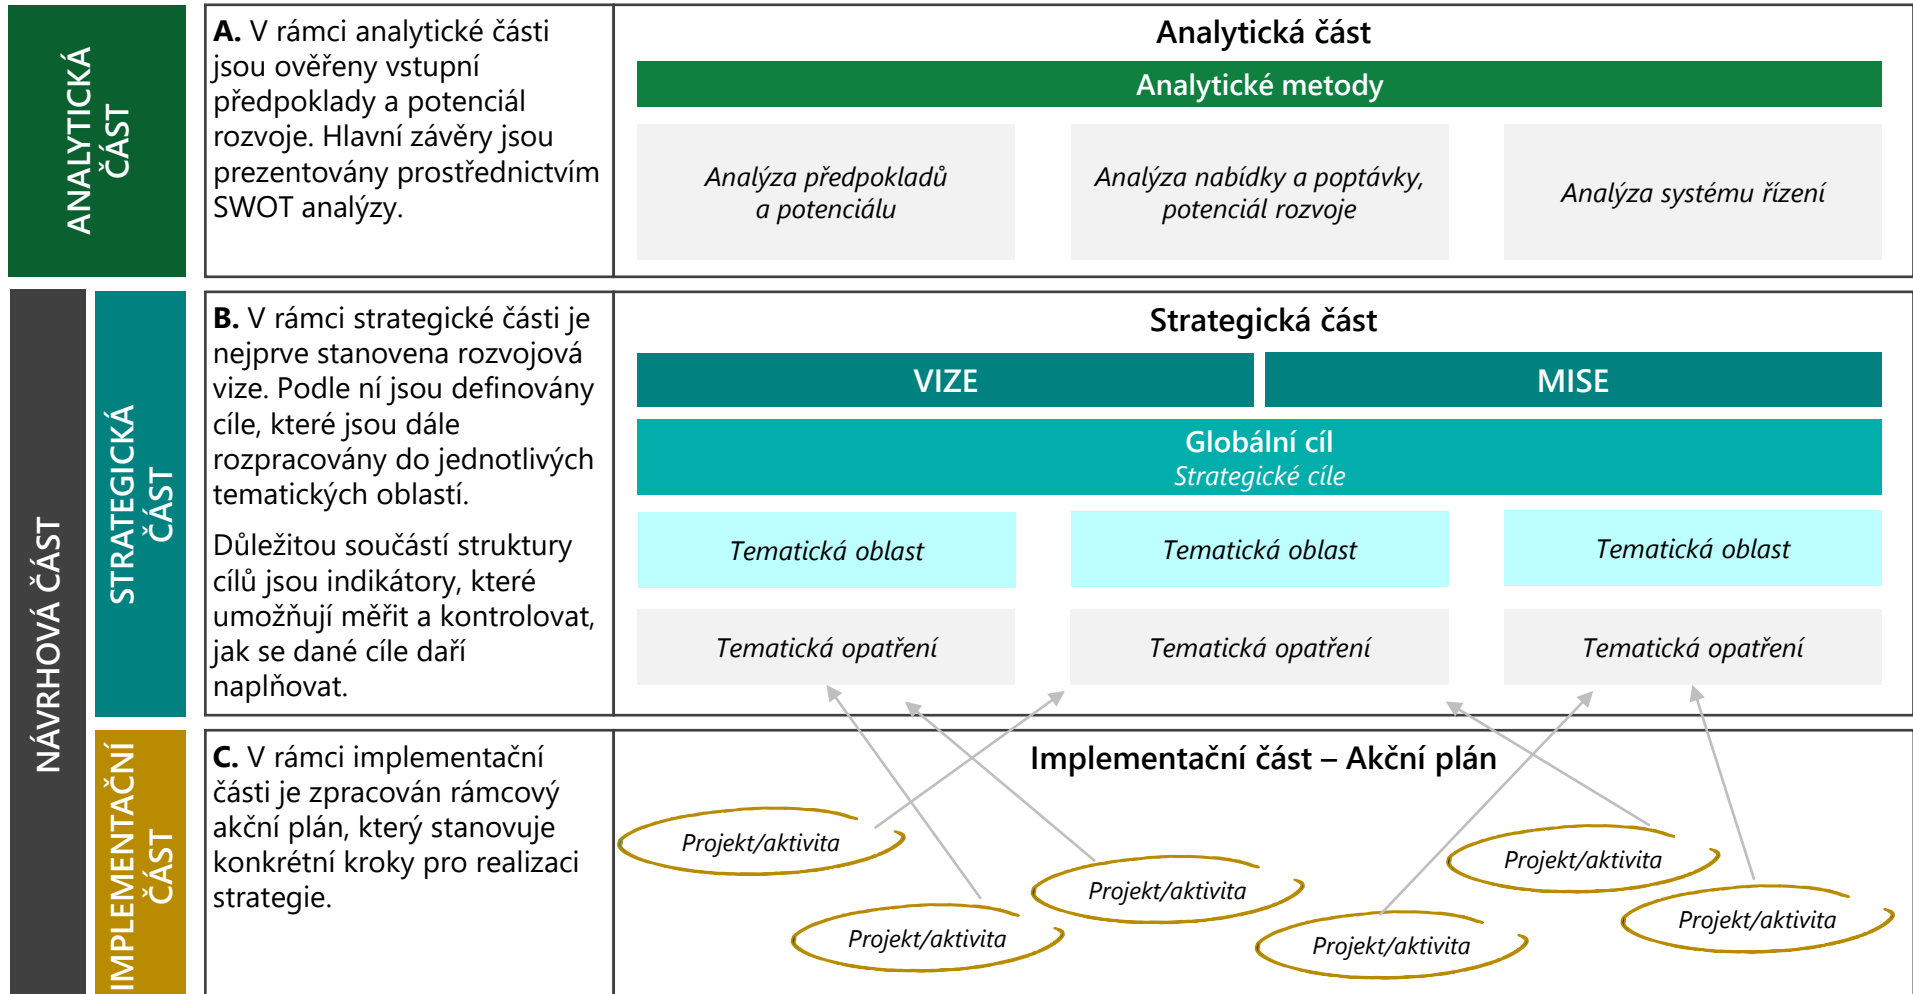 ANALYTICKÁ
ČÁST
A. V rámci analytické části
jsou ověřeny vstupní
předpoklady a potenciál
rozvoje. Hlavní závěry jsou
prezentovány prostřednictvím
SWOT analýzy.
Analytická část
Analytické metody
Analýza předpokladů
a potenciálu
Analýza nabídky a poptávky,
potenciál rozvoje
Analýza systému řízení
NÁVRHOVÁ ČÁST
STRATEGICKÁ
ČÁST
B. V rámci strategické části je
nejprve stanovena rozvojová
vize. Podle ní jsou definovány
cíle, které jsou dále
rozpracovány do jednotlivých
tematických oblastí.
Důležitou součástí struktury
cílů jsou indikátory, které
umožňují měřit a kontrolovat,
jak se dané cíle daří
naplňovat.
Strategická část
VIZE
MISE
Globální cíl
Strategické cíle
Tematická oblast
Tematická oblast
Tematická oblast
Tematická opatření
Tematická opatření
Tematická opatření
IMPLEMENTAČNÍ
ČÁST
C. V rámci implementační
části je zpracován rámcový
akční plán, který stanovuje
konkrétní kroky pro realizaci
strategie.
Implementační část – Akční plán
Projekt/aktivita
Projekt/aktivita
Projekt/aktivita
Projekt/aktivita
Projekt/aktivita
Projekt/aktivita